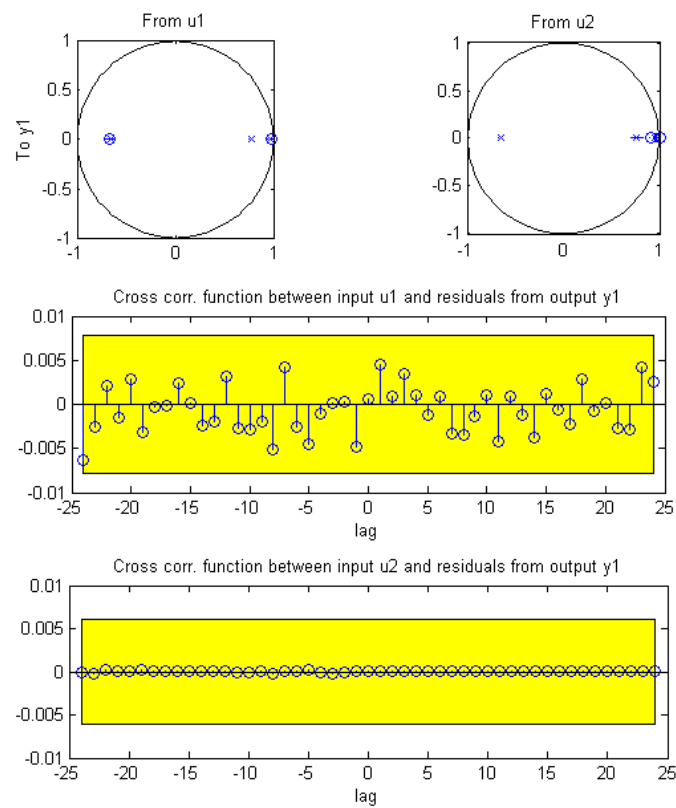 From u1
From u2
To y1
1
0.5
0
-0.5
-1
-1 0 1
1
0.5
0
-0.5
-1
-1 0 1
Cross corr. function between input u1 and residuals from output y1
0.01
0.005
0
-0.005
-0.01
-25 -20 -15 -10 -5 0 5 10 15 20 25
lag
Cross corr. function between input u2 and residuals from output y1
0.01
0.005
0
-0.005
-0.01
-25 -20 -15 -10 -5 0 5 10 15 20 25
lag